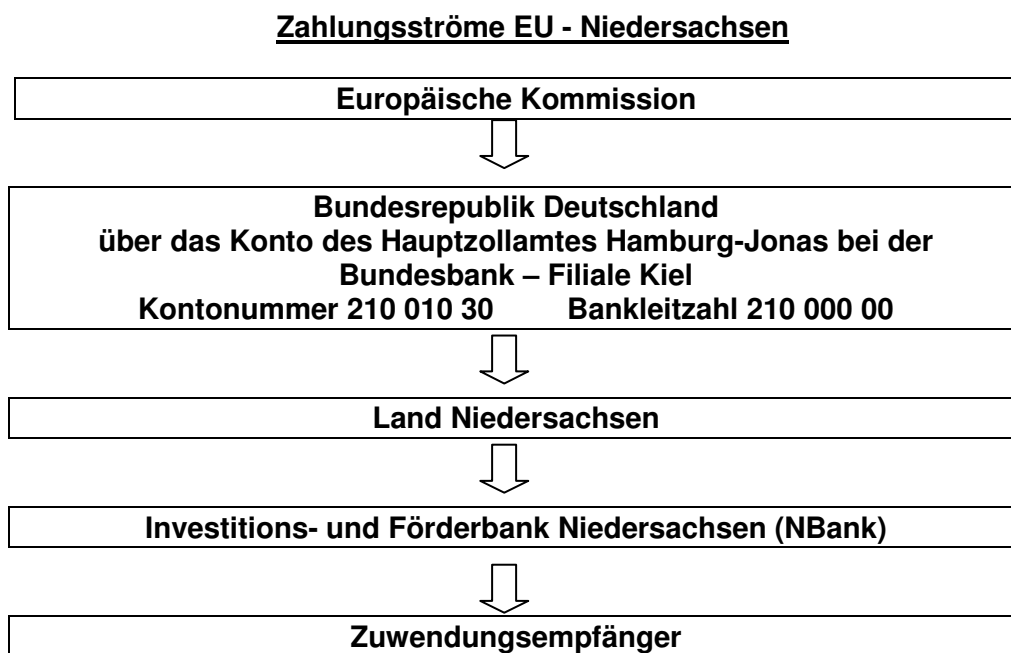 Zahlungsströme EU - Niedersachsen
Europäische Kommission
Bundesrepublik Deutschland
über das Konto des Hauptzollamtes Hamburg-Jonas bei der
Bundesbank – Filiale Kiel
Kontonummer 210 010 30 Bankleitzahl 210 000 00
Land Niedersachsen
Investitions- und Förderbank Niedersachsen (NBank)
Zuwendungsempfänger